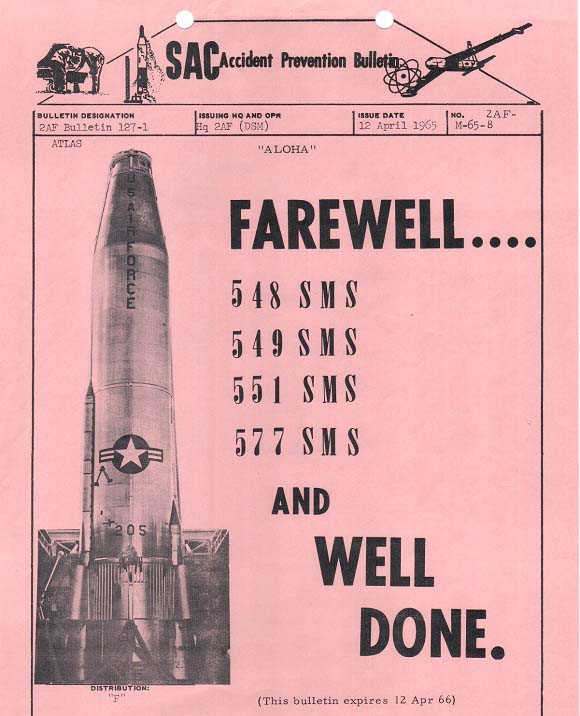 SAC Accident Prevention Bulletin
BULLETIN DESIGNATION
2AF Bulletin 127-1
ISSUING HQ AND OPR
Hq 2AF (DSM)
ISSUE DATE
12 April 1965
NO. 2AF-
M-65-8
ATLAS
"ALOHA"
US AIR FORCE
205
FAREWELL....
548 SMS
549 SMS
551 SMS
577 SMS
AND
WELL
DONE.
DISTRIBUTION:
"F"
(This bulletin expires 12 Apr 66)